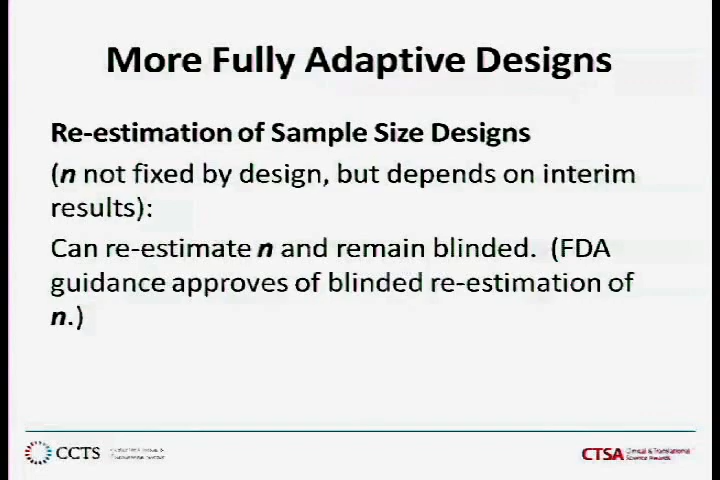 More Fully Adaptive Designs
Re-estimation of Sample Size Designs
(n not fixed by design, but depends on interim
results):
Can re-estimate n and remain blinded. (FDA
guidance approves of blinded re-estimation of
n.)
CCTS
CTSA Clinical & Translational
Science Awards